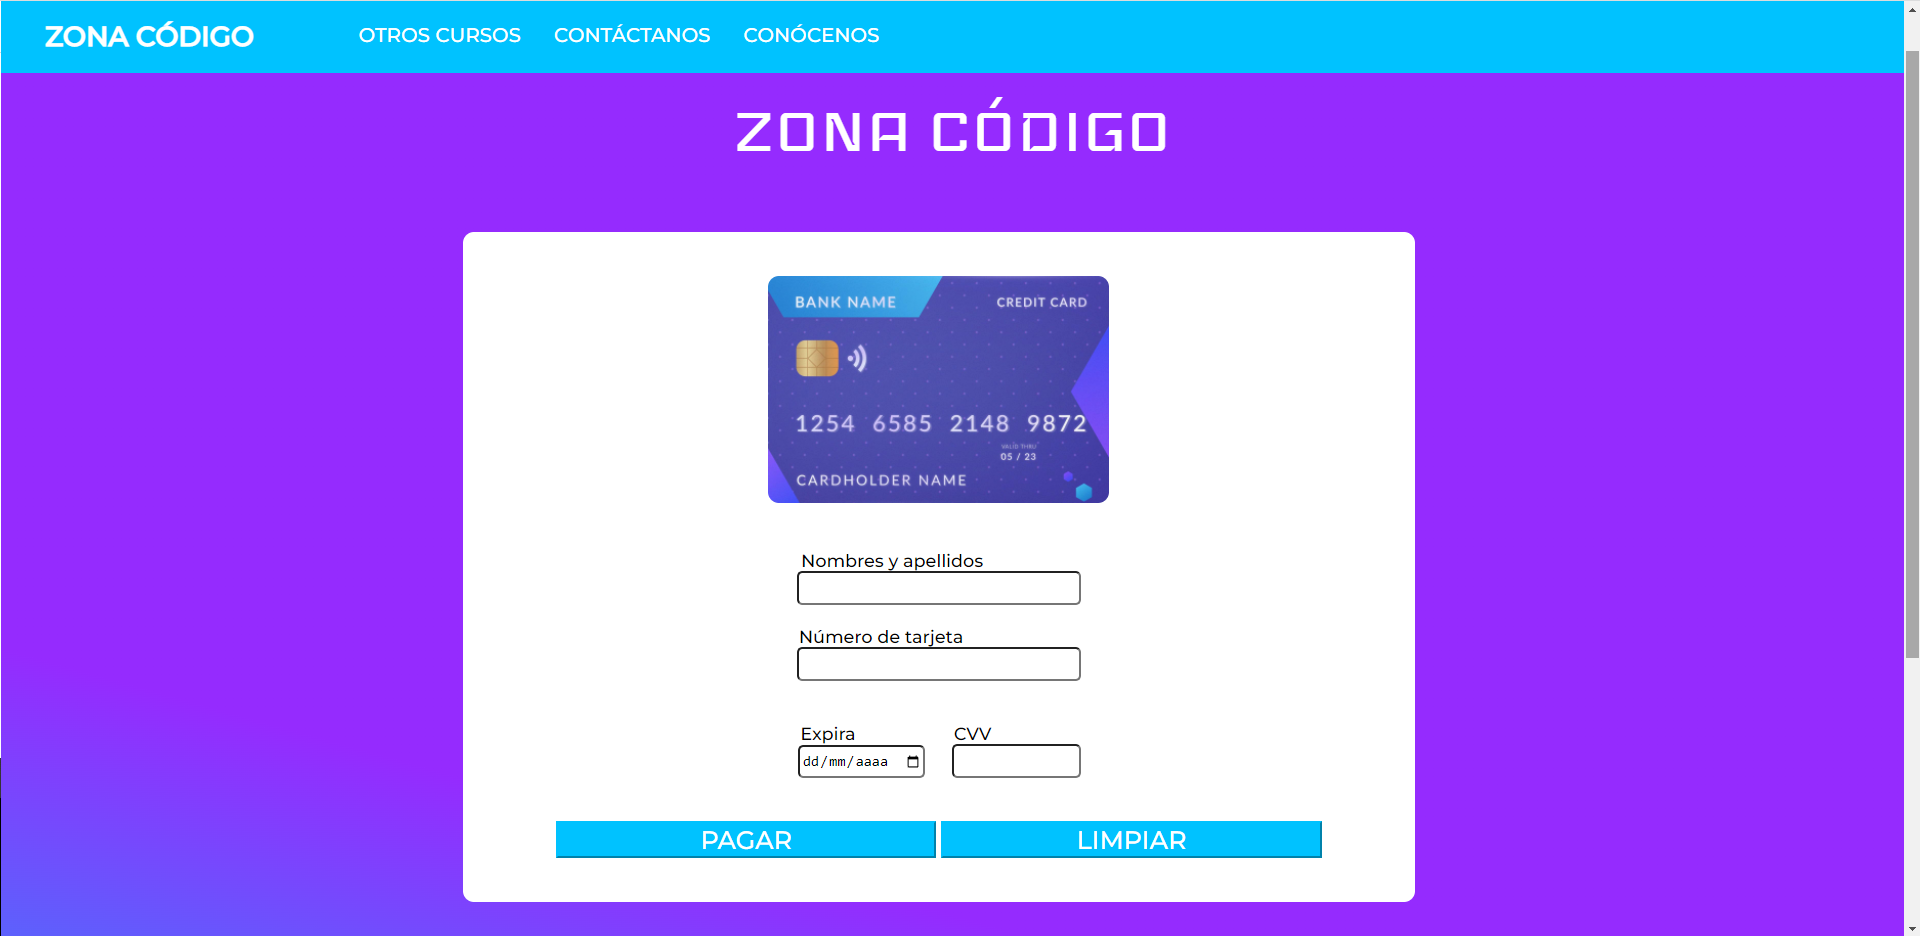 ZONA CÓDIGO OTROS CURSOS CONTÁCTANOS CONÓCENOS
ZONA CÓDIGO
BANK NAME CREDIT CARD
1254 6585 2148 9872
VALID THRU
05 / 23
CARDHOLDER NAME
Nombres y apellidos
Número de tarjeta
Expira CVV
dd/mm/aaaa
PAGAR LIMPIAR